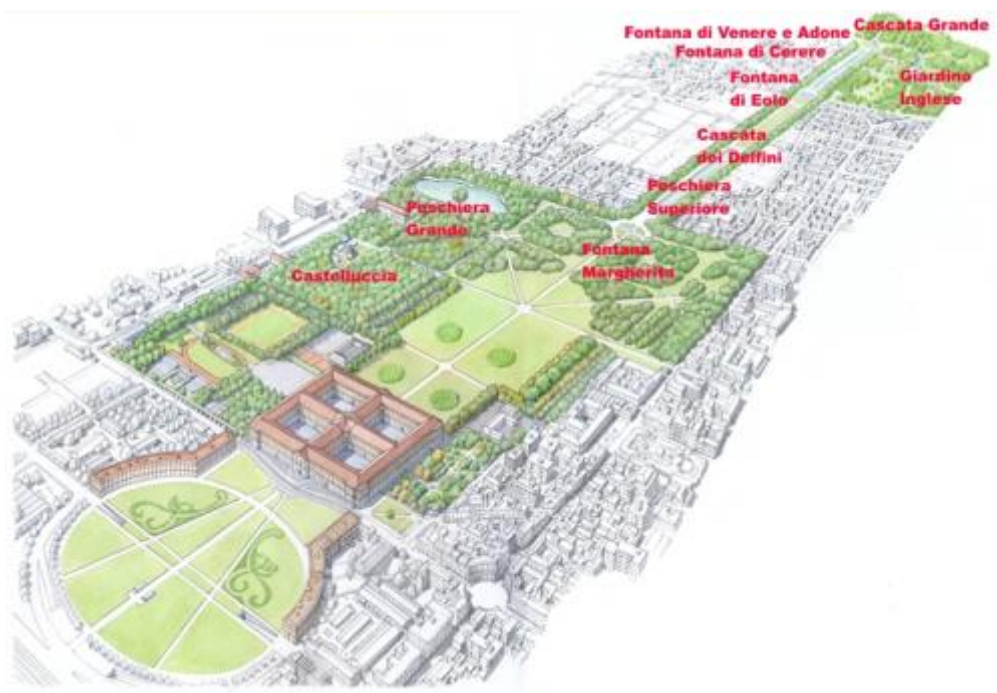 Fontana di Venere e Adone
Cascata Grande
Fontana di Cerere
Fontana
di Eolo
Giardino
Inglese
Cascata
dei Delfini
Peschiera
Superiore
Peschiera
Grande
Fontana
Margherita
Castelluccia